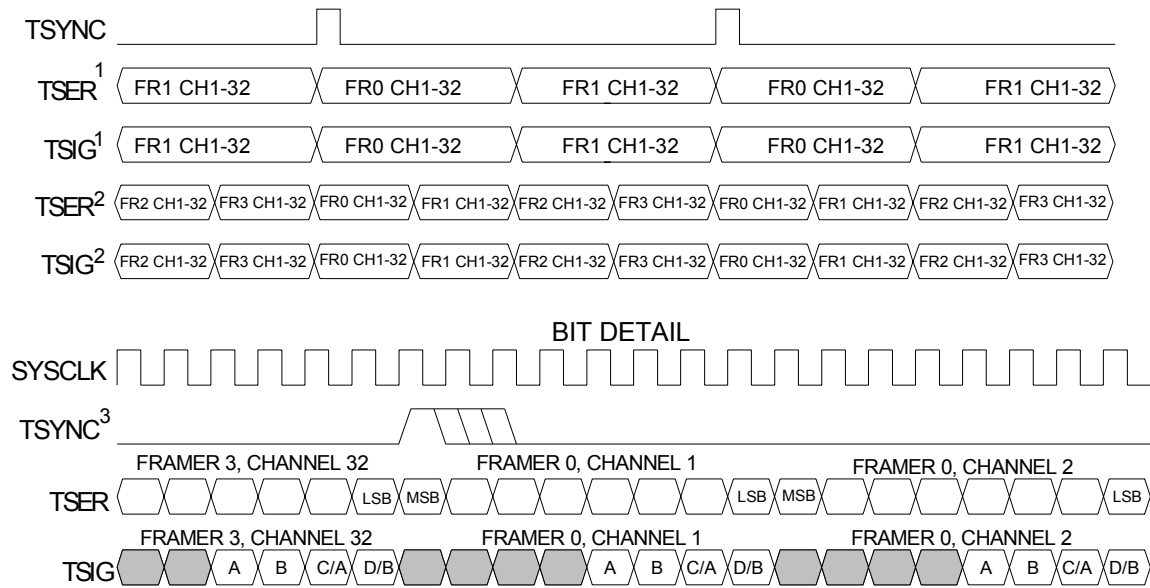 TSYNC
TSER1 FR1 CH1-32 FR0 CH1-32 FR1 CH1-32 FR0 CH1-32 FR1 CH1-32
TSIG1 FR1 CH1-32 FR0 CH1-32 FR1 CH1-32 FR0 CH1-32 FR1 CH1-32
TSER2 FR2 CH1-32 FR3 CH1-32 FR0 CH1-32 FR1 CH1-32 FR2 CH1-32 FR3 CH1-32 FR0 CH1-32 FR1 CH1-32 FR2 CH1-32 FR3 CH1-32
TSIG2 FR2 CH1-32 FR3 CH1-32 FR0 CH1-32 FR1 CH1-32 FR2 CH1-32 FR3 CH1-32 FR0 CH1-32 FR1 CH1-32 FR2 CH1-32 FR3 CH1-32
BIT DETAIL
SYSCLK
TSYNC3
FRAMER 3, CHANNEL 32 FRAMER 0, CHANNEL 1 FRAMER 0, CHANNEL 2
TSER LSB MSB LSB MSB LSB
FRAMER 3, CHANNEL 32 FRAMER 0, CHANNEL 1 FRAMER 0, CHANNEL 2
TSIG A B C/A D/B A B C/A D/B A B C/A D/B